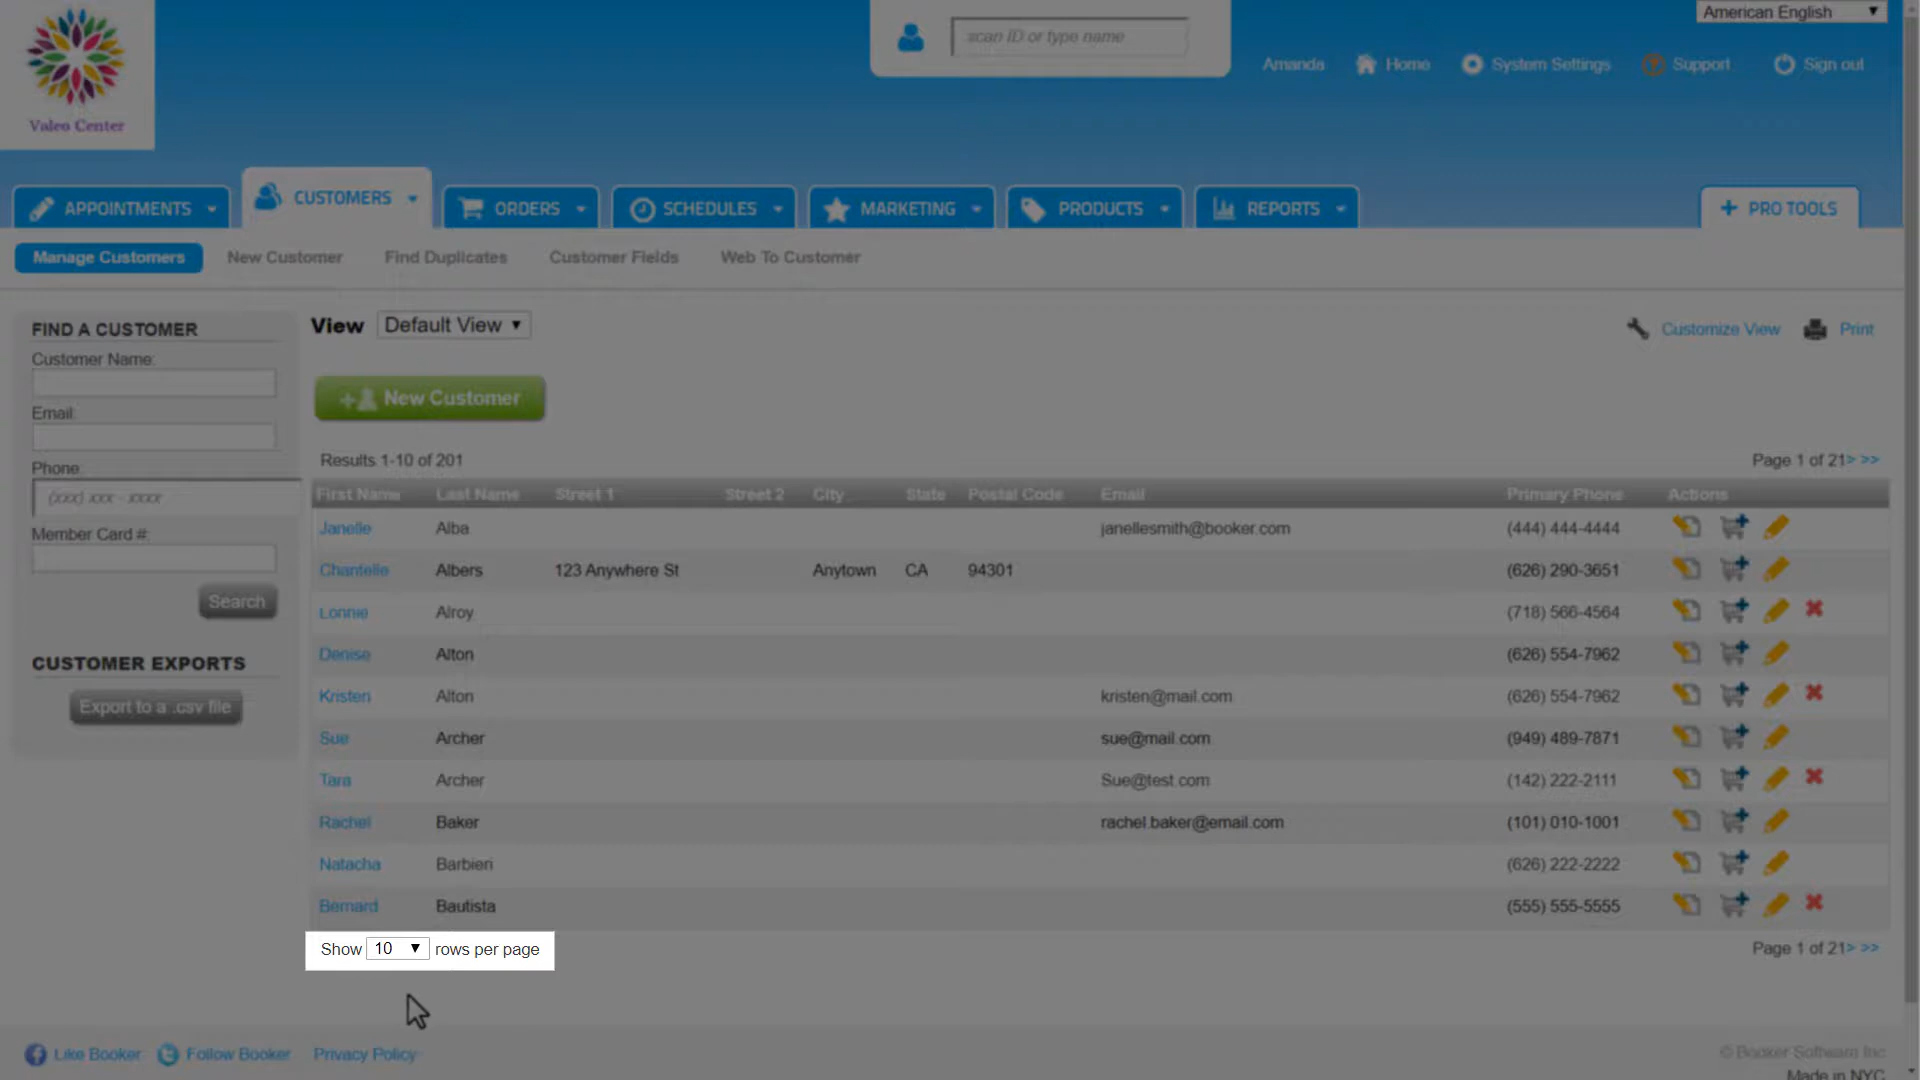 American English
scan ID or type name
Amanda Home System Settings Support Sign out
Valeo Center
APPOINTMENTS CUSTOMERS ORDERS SCHEDULES MARKETING PRODUCTS REPORTS + PRO TOOLS
Manage Customers New Customer Find Duplicates Customer Fields Web To Customer
FIND A CUSTOMER
Customer Name:
Email:
Phone:
(xxx) xxx - xxxx
Member Card #:
Search
CUSTOMER EXPORTS
Export to a .csv file
View Default View
Customize View Print
New Customer
Results 1-10 of 201 Page 1 of 21> >>
First Name Last Name Street 1 Street 2 City State Postal Code Email Primary Phone Actions
Janelle Alba janellesmith@booker.com (444) 444-4444
Chantelle Albers 123 Anywhere St Anytown CA 94301 (626) 290-3651
Lonnie Alroy (718) 566-4564
Denise Alton (626) 554-7962
Kristen Alton kristen@mail.com (626) 554-7962
Sue Archer sue@mail.com (949) 489-7871
Tara Archer Sue@test.com (142) 222-2111
Rachel Baker rachel.baker@email.com (101) 010-1001
Natacha Barbieri (626) 222-2222
Bernard Bautista (555) 555-5555
Show 10 rows per page Page 1 of 21> >>
Like Booker Follow Booker Privacy Policy
© Booker Software Inc
Made in NYC